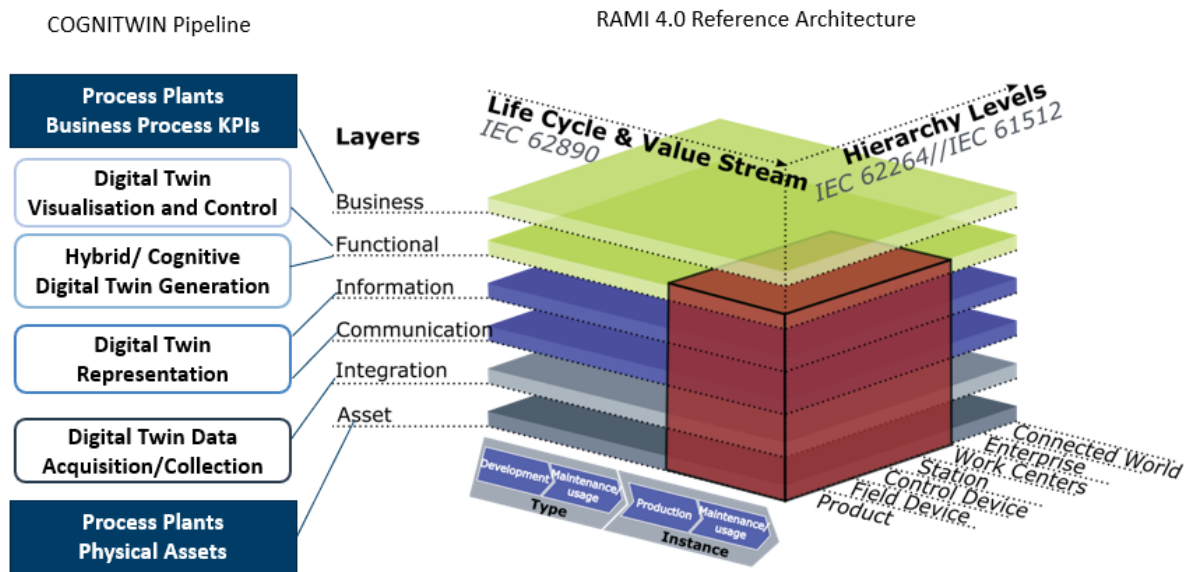 COGNITWIN Pipeline
RAMI 4.0 Reference Architecture
Process Plants
Business Process KPIs
Digital Twin
Visualisation and Control
Hybrid/ Cognitive
Digital Twin Generation
Digital Twin
Representation
Digital Twin Data
Acquisition/Collection
Process Plants
Physical Assets
Layers
Business
Functional
Information
Communication
Integration
Asset
Life Cycle & Value Stream
IEC 62890
Hierarchy Levels
IEC 62264//IEC 61512
Development
Maintenance/
usage
Type
Production
Maintenance/
usage
Instance
Connected World
Enterprise
Work Centers
Station
Control Device
Field Device
Product